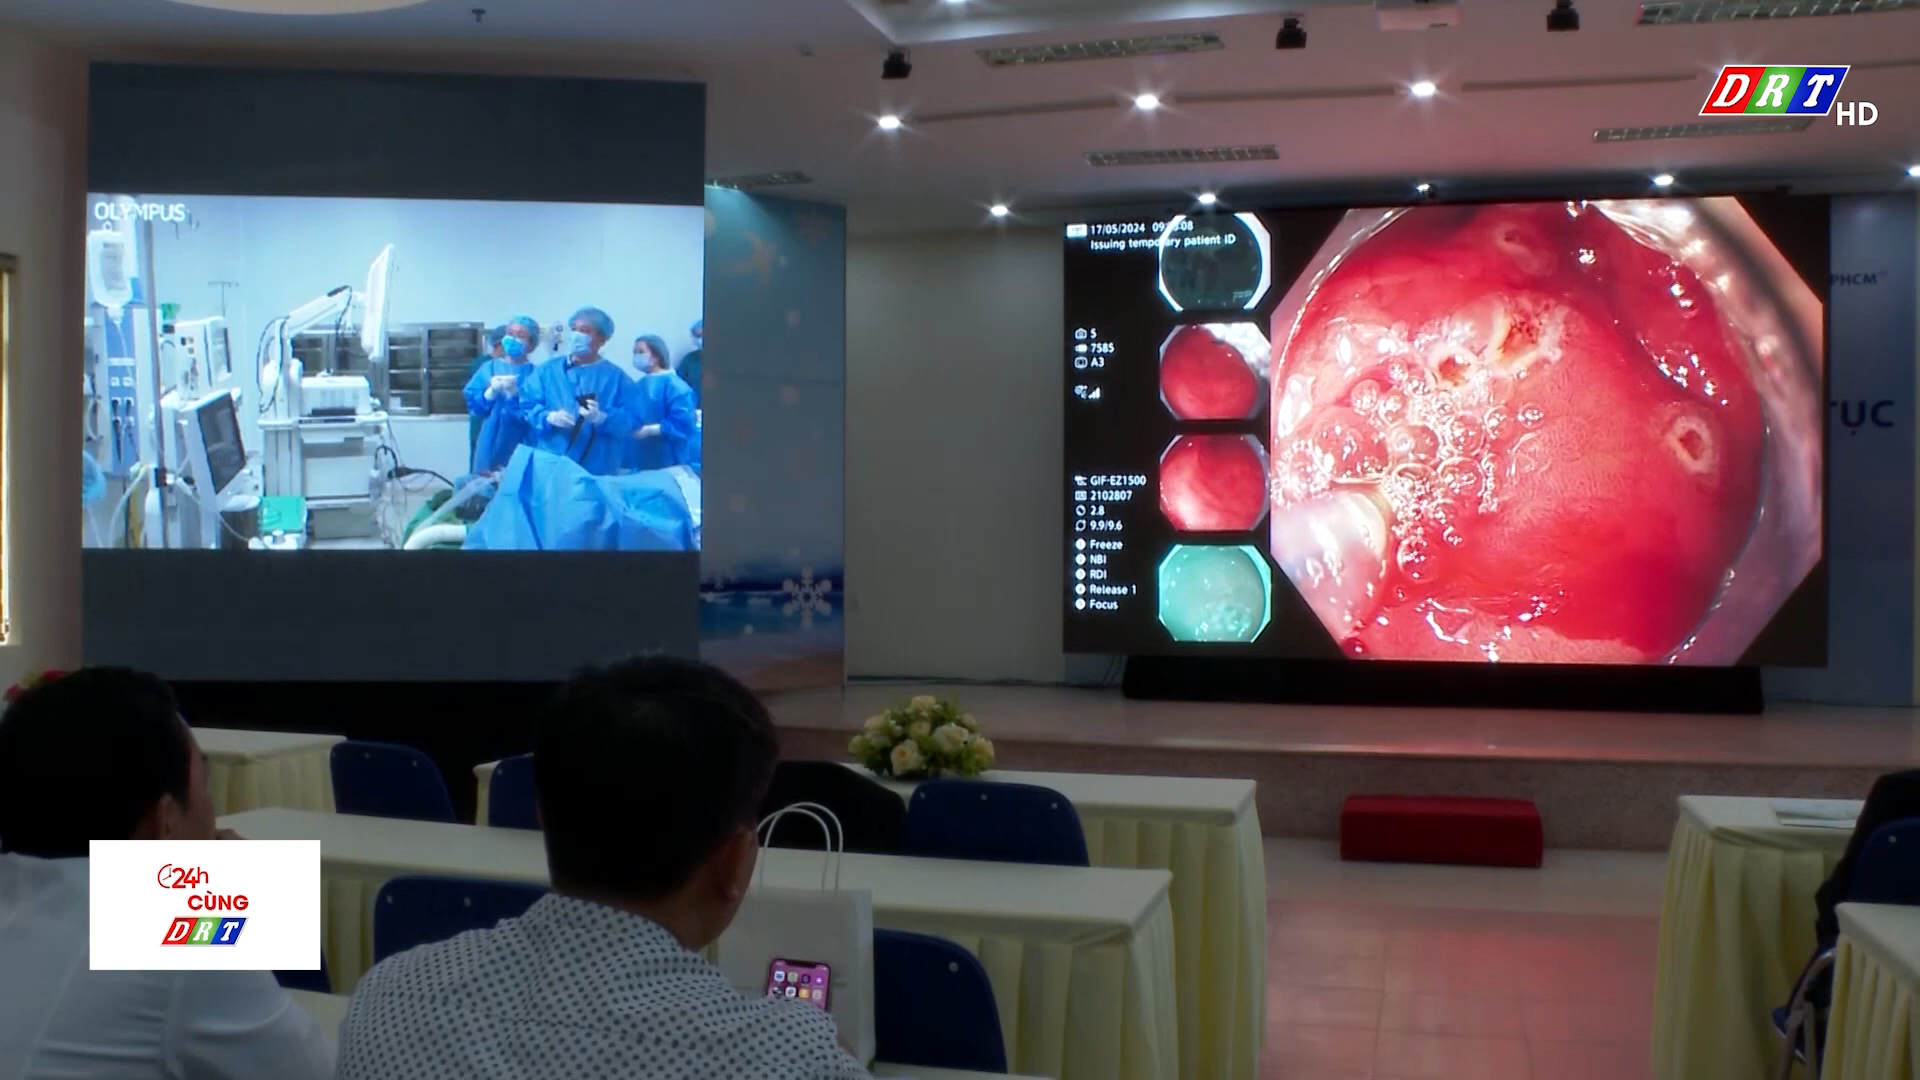 DRT HD
OLYMPUS
17/05/2024
Issuing temporary patient ID
5
7585
A3
GIF-EZ1500
2102807
2.8
9.9/9.6
Freeze
NBI
RDI
Release 1
Focus
PHCM
TỤC
24h
CÙNG
DRT